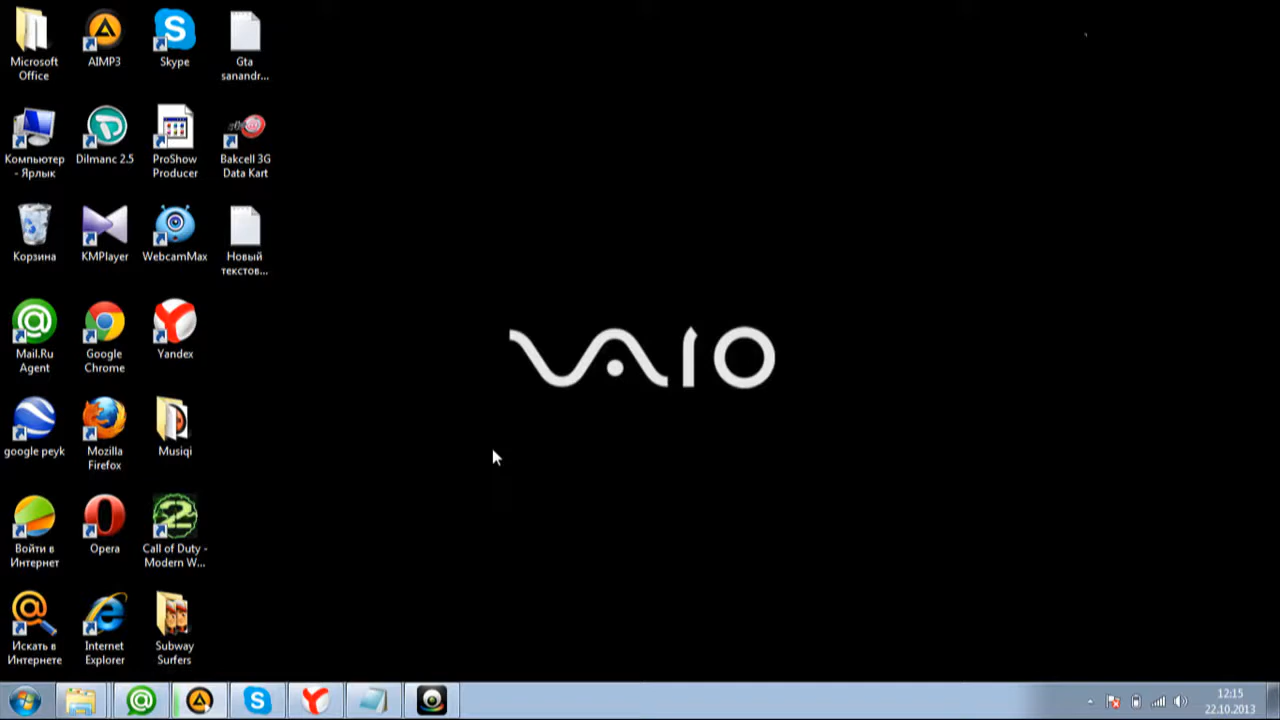 Microsoft
Office
AIMP3
Skype
Gta
sanandr...
Компьютер
- Ярлык
Dilmanc 2.5
ProShow
Producer
Bakcell 3G
Data Kart
Корзина
KMPlayer
WebcamMax
Новый
текстов...
Mail.Ru
Agent
Google
Chrome
Yandex
VAIO
google peyk
Mozilla
Firefox
Musiqi
Войти в
Интернет
Opera
Call of Duty -
Modern W...
Искать в
Интернете
Internet
Explorer
Subway
Surfers
12:15
22.10.2013